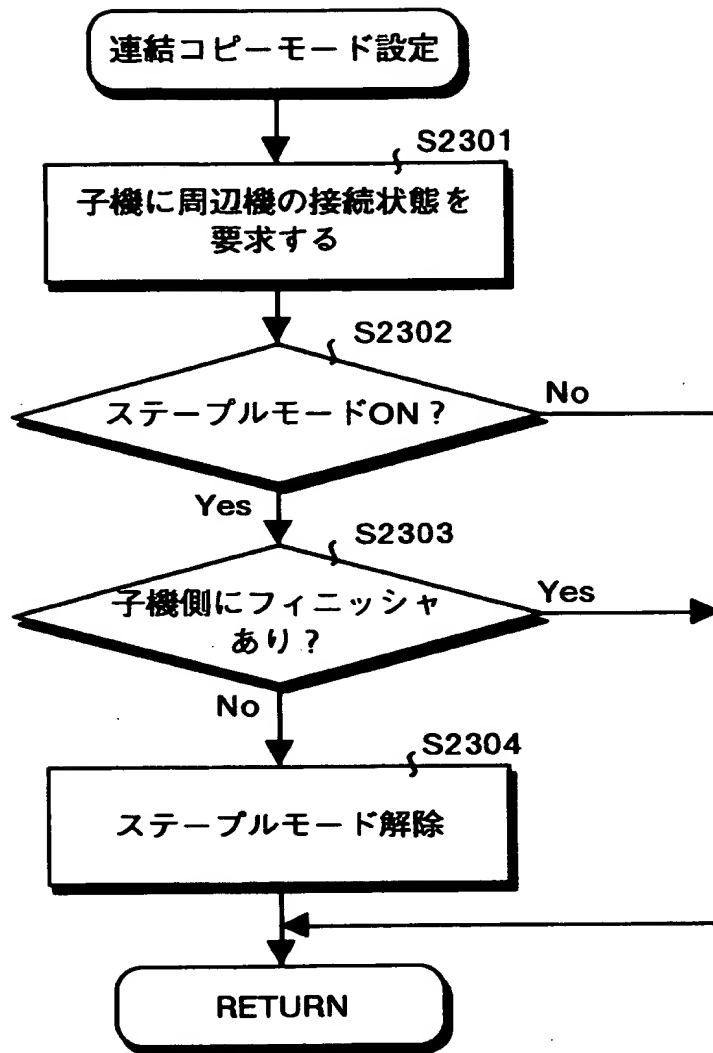 連結コピーモード設定
S2301
子機に周辺機の接続状態を
要求する
S2302
ステープルモードON？
No
Yes
S2303
子機側にフィニッシャ
あり？
Yes
No
S2304
ステープルモード解除
RETURN